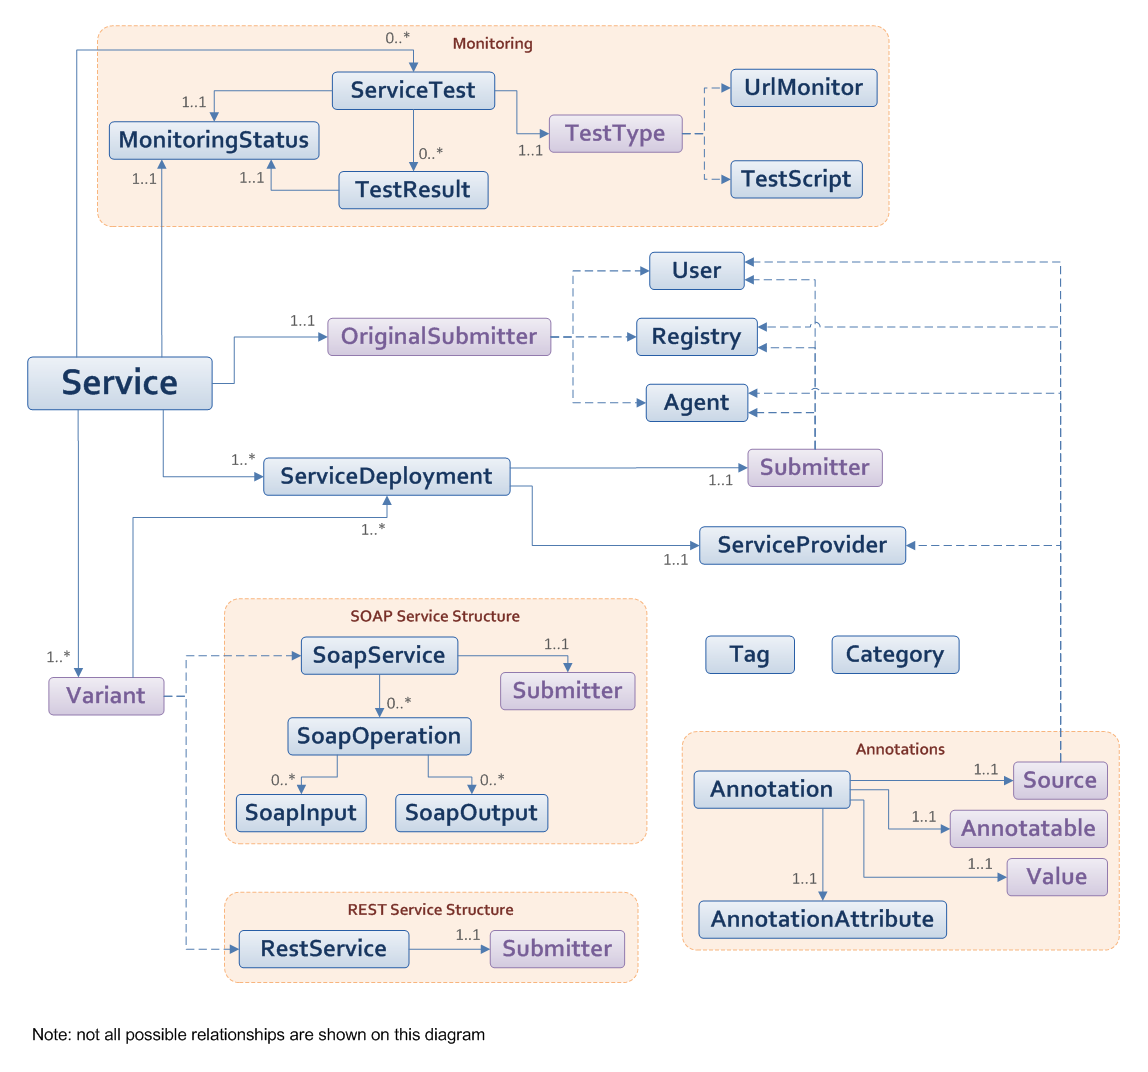 Monitoring
0..*
ServiceTest
UrlMonitor
1..1
MonitoringStatus
TestType
1..1
0..*
1..1
1..1
TestResult
TestScript
User
1..1
OriginalSubmitter
Registry
Service
Agent
1..*
ServiceDeployment
Submitter
1..1
1..*
ServiceProvider
1..1
SOAP Service Structure
1..*
SoapService
1..1
Tag
Category
Variant
Submitter
0..*
SoapOperation
Annotations
0..*
0..*
1..1
Annotation
Source
SoapInput
SoapOutput
1..1
Annotatable
1..1
Value
1..1
REST Service Structure
AnnotationAttribute
1..1
RestService
Submitter
Note: not all possible relationships are shown on this diagram